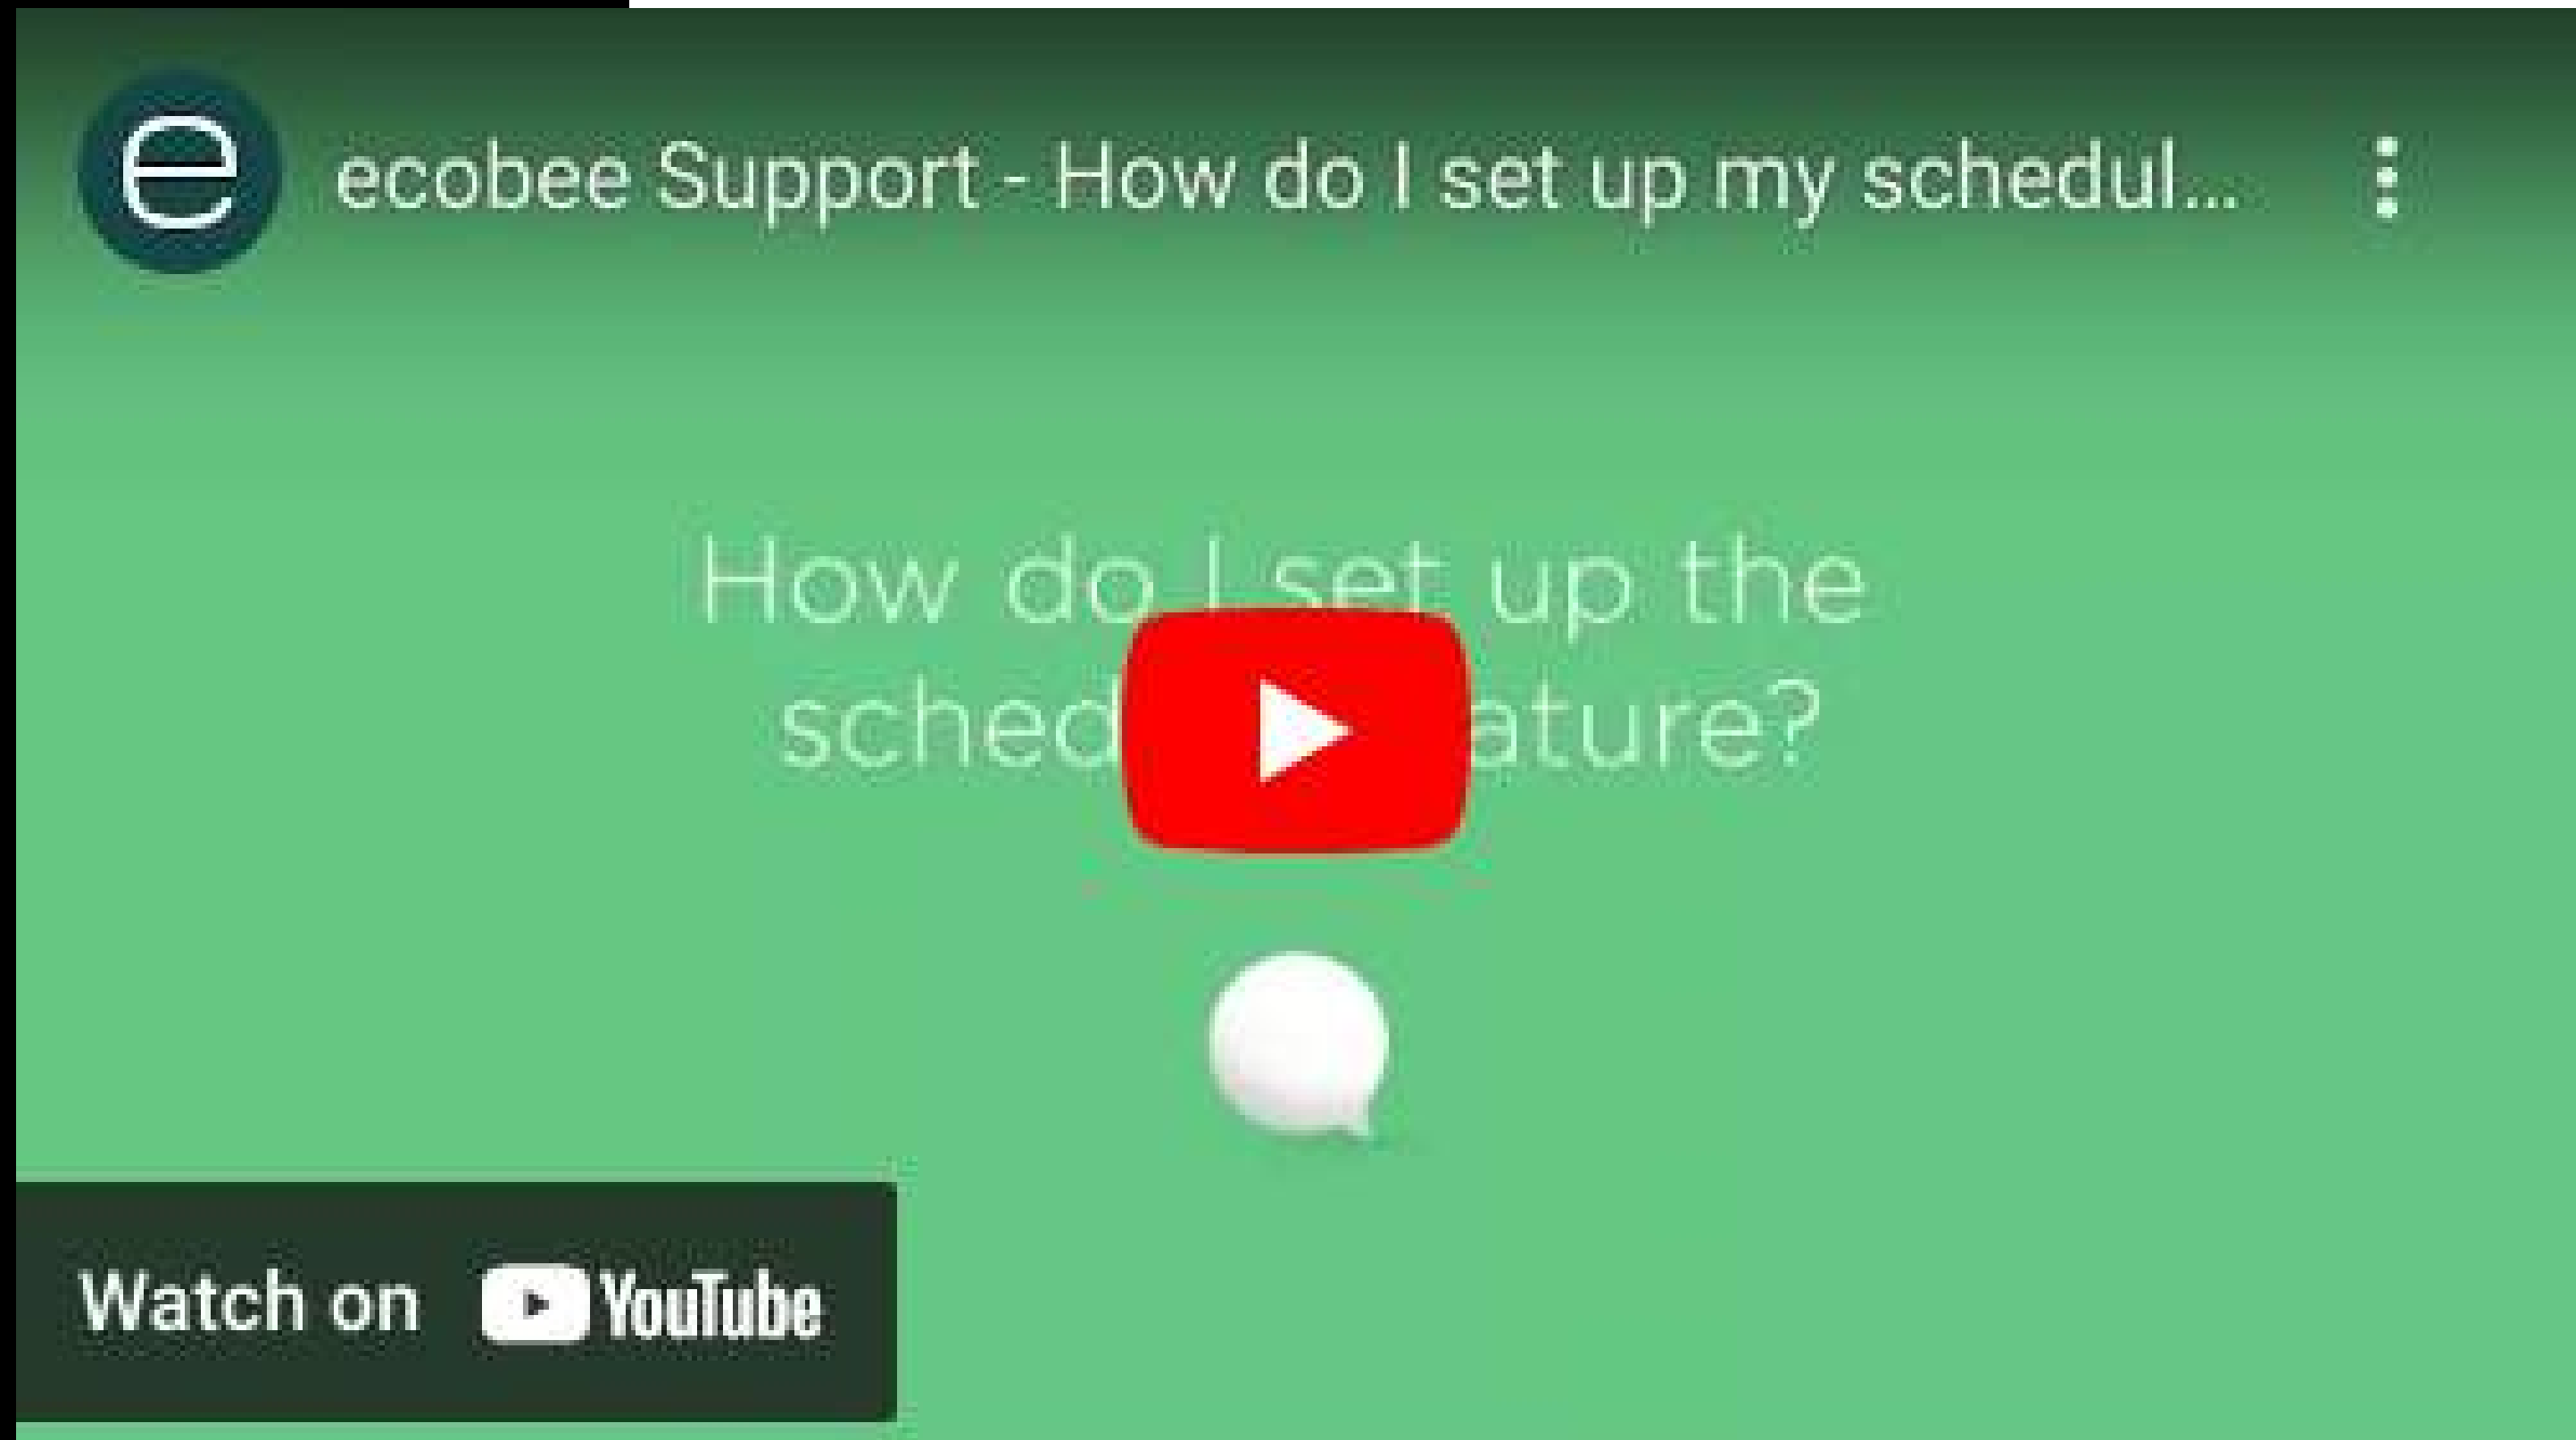 e
ecobee Support - How do I set up my schedul...
How do I set up the
sched ature?
Watch on YouTube